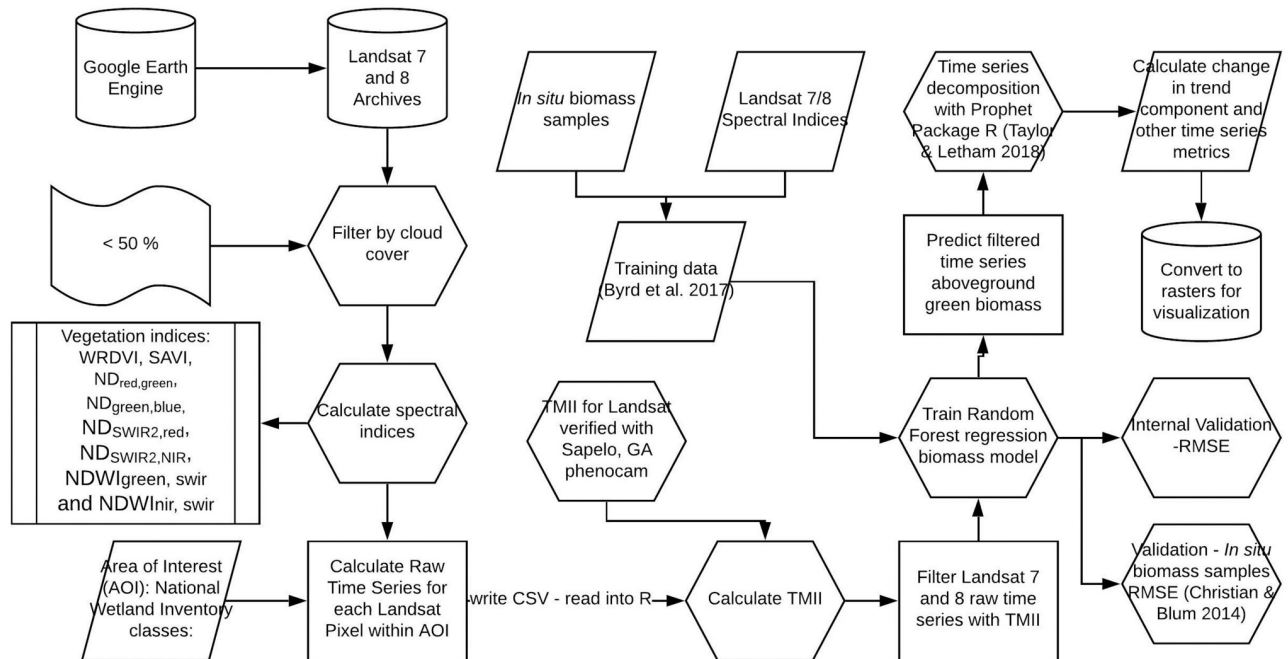 Google Earth
Engine
Landsat 7
and 8
Archives
In situ biomass
samples
Landsat 7/8
Spectral Indices
Time series
decomposition
with Prophet
Package R (Taylor
& Letham 2018)
Calculate change
in trend
component and
other time series
metrics
< 50 %
Filter by cloud
cover
Training data
(Byrd et al. 2017)
Predict filtered
time series
aboveground
green biomass
Convert to
rasters for
visualization
Vegetation indices:
WRDVI, SAVI,
NDred,green,
NDgreen,blue,
NDSWIR2,red,
NDSWIR2,NIR,
NDWIgreen, swir
and NDWInir, swir
Calculate spectral
indices
TMII for Landsat
verified with
Sapelo, GA
phenocam
Train Random
Forest regression
biomass model
Internal Validation
-RMSE
Area of Interest
(AOI): National
Wetland Inventory
classes:
Calculate Raw
Time Series for
each Landsat
Pixel within AOI
write CSV - read into R
Calculate TMII
Filter Landsat 7
and 8 raw time
series with TMII
Validation - In situ
biomass samples
RMSE (Christian &
Blum 2014)